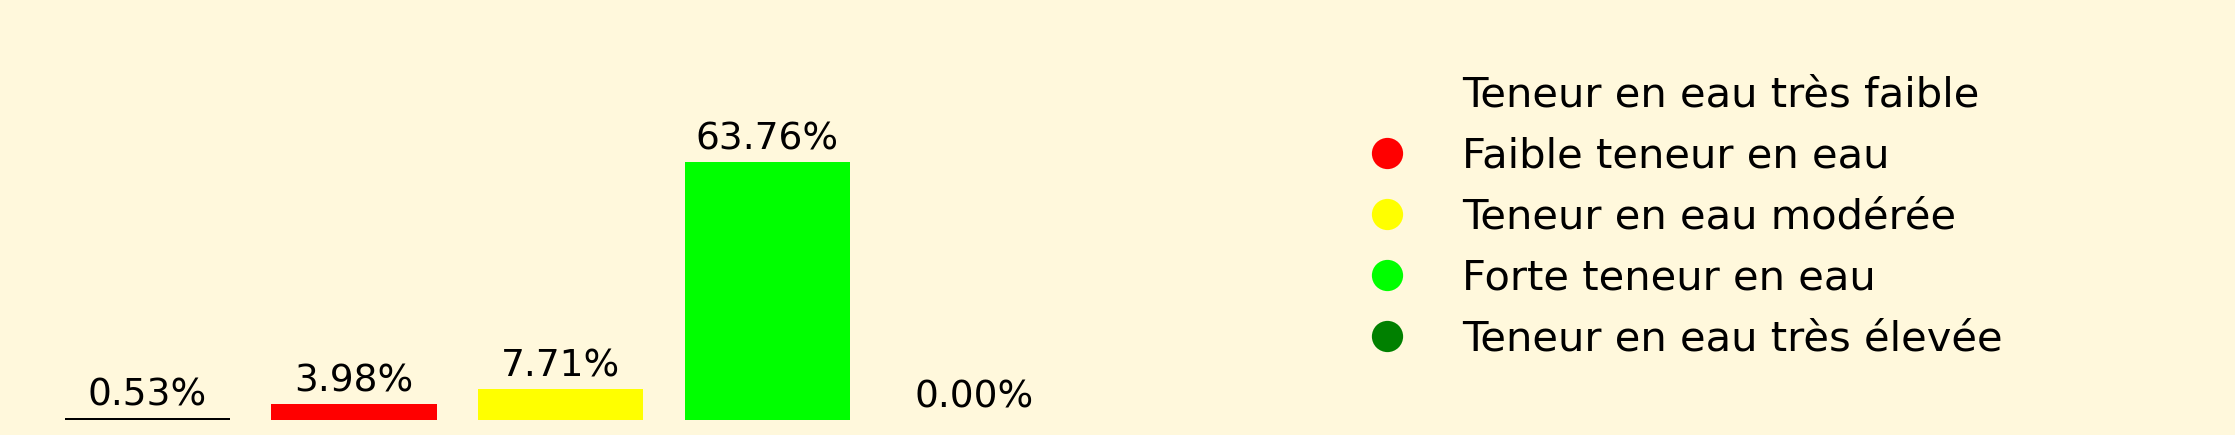 0.53%
3.98%
7.71%
63.76%
0.00%
Teneur en eau très faible
Faible teneur en eau
Teneur en eau modérée
Forte teneur en eau
Teneur en eau très élevée